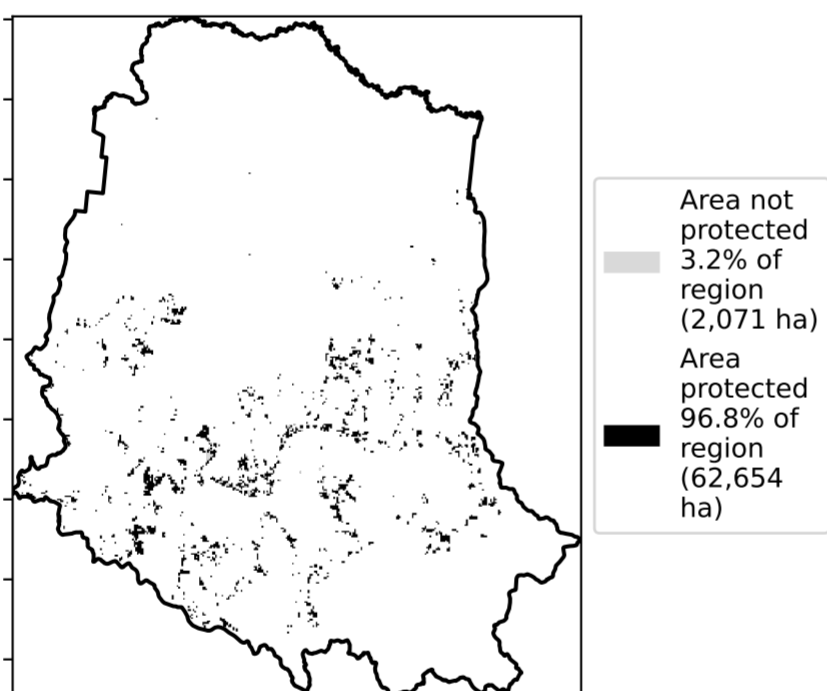 Area not
protected
3.2% of
region
(2,071 ha)
Area
protected
96.8% of
region
(62,654
ha)